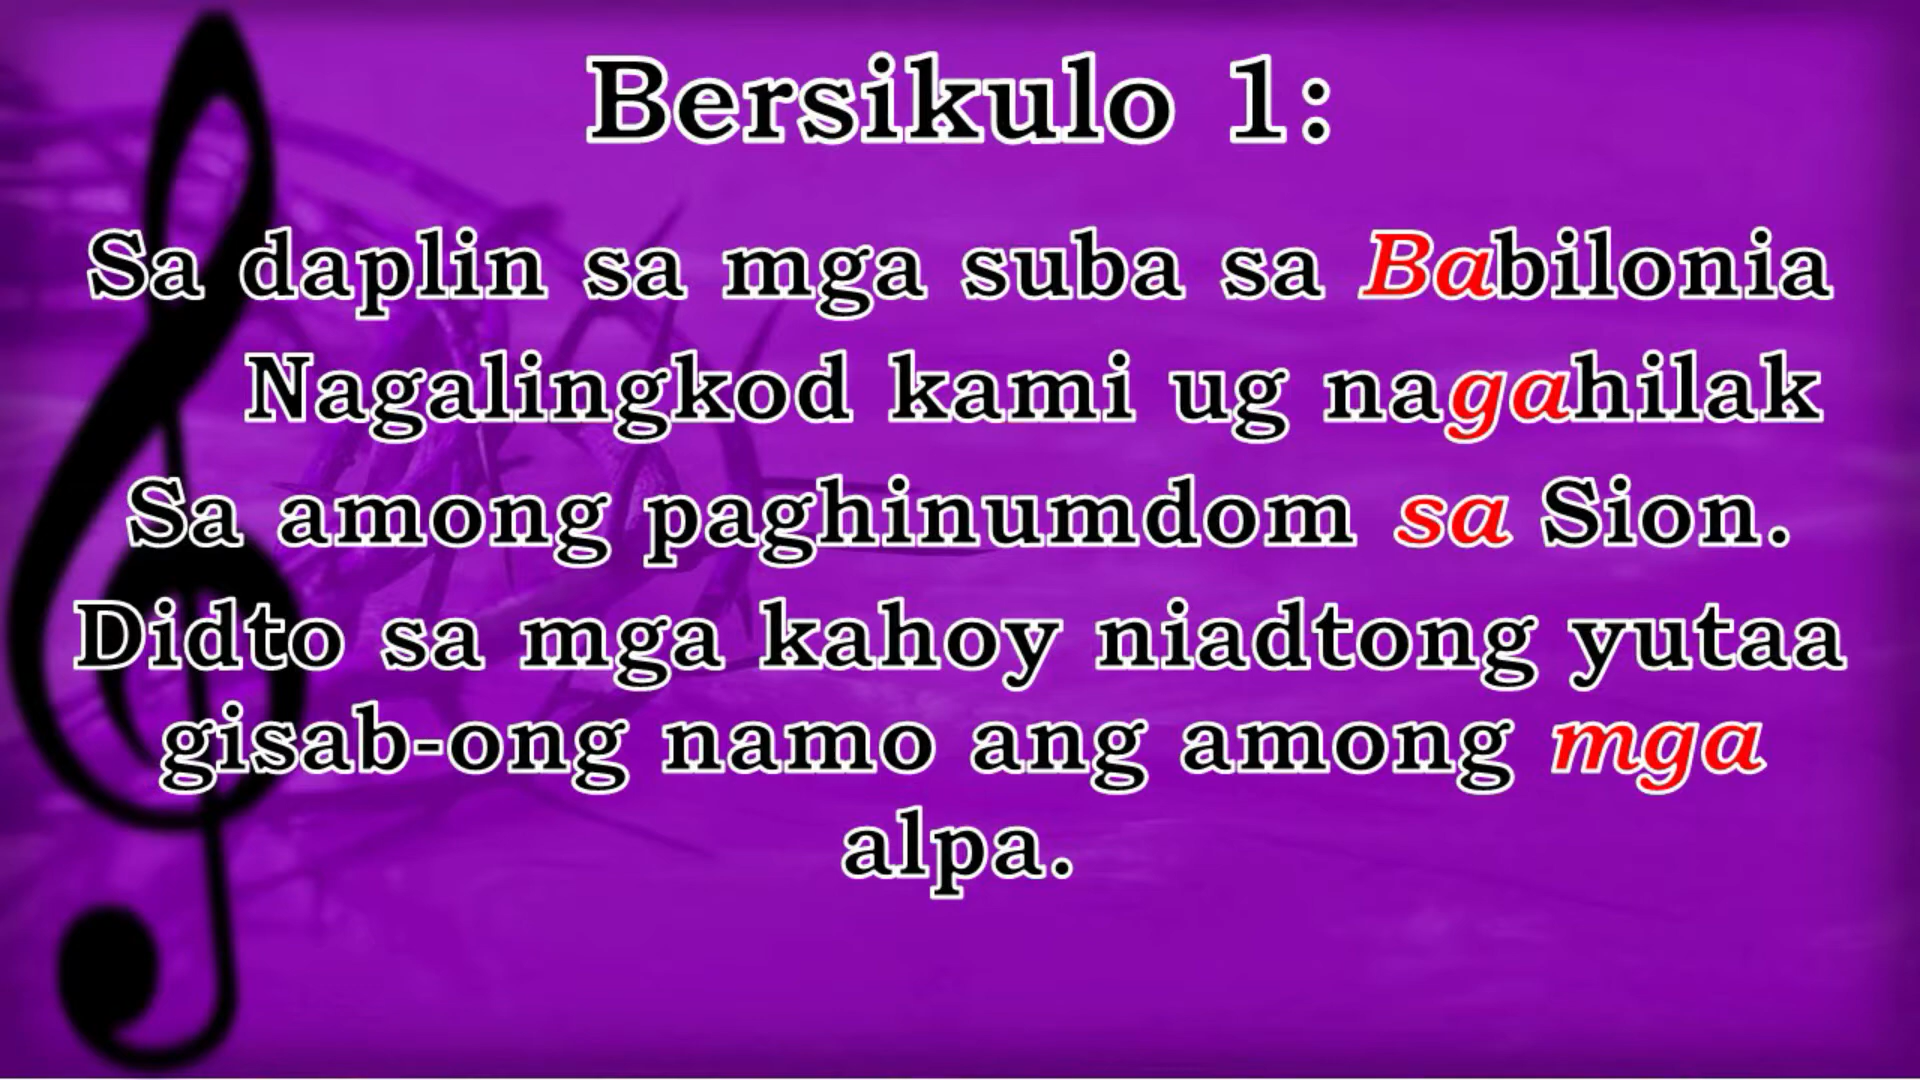 Bersikulo 1:
Sa daplin sa mga suba sa Babilonia
Nagalingkod kami ug nagahilak
Sa among paghinumdom sa Sion.
Didto sa mga kahoy niadtong yutaa
gisab-ong namo ang among mga
alpa.